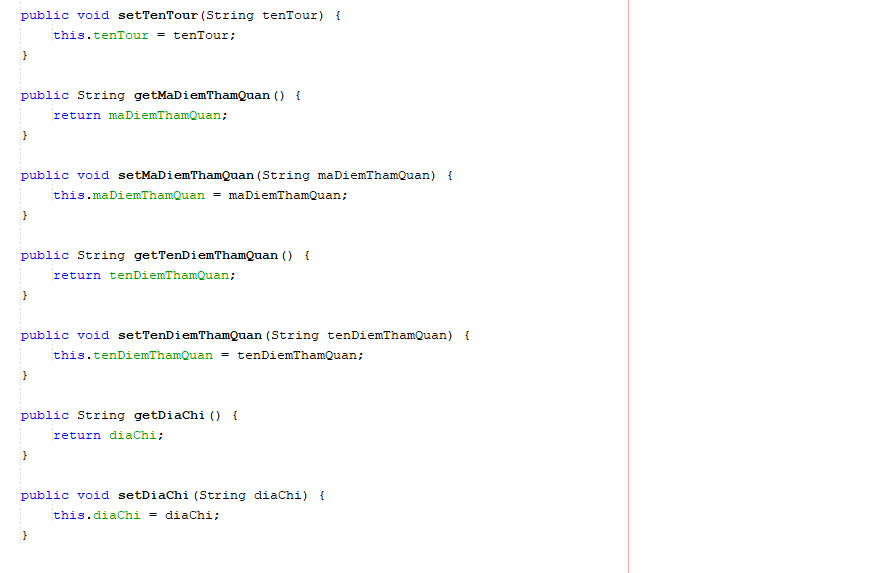 public void setTenTour(String tenTour) {
    this.tenTour = tenTour;
}

public String getMaDiemThamQuan() {
    return maDiemThamQuan;
}

public void setMaDiemThamQuan(String maDiemThamQuan) {
    this.maDiemThamQuan = maDiemThamQuan;
}

public String getTenDiemThamQuan() {
    return tenDiemThamQuan;
}

public void setTenDiemThamQuan(String tenDiemThamQuan) {
    this.tenDiemThamQuan = tenDiemThamQuan;
}

public String getDiaChi() {
    return diaChi;
}

public void setDiaChi(String diaChi) {
    this.diaChi = diaChi;
}